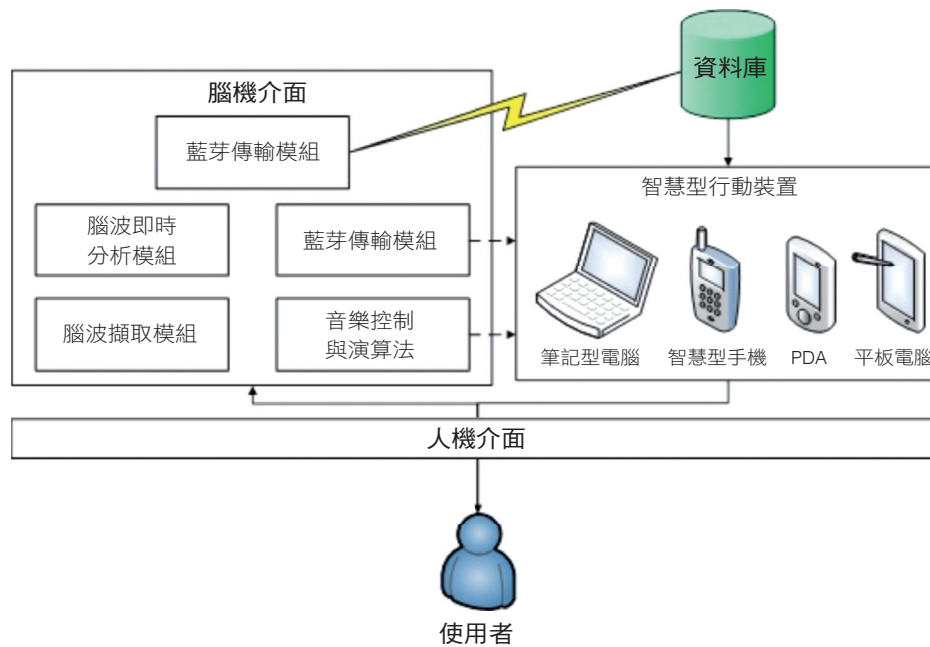 資料庫
腦機介面
藍芽傳輸模組
智慧型行動裝置
腦波即時
分析模組
藍芽傳輸模組
腦波擷取模組
音樂控制
與演算法
筆記型電腦
智慧型手機
PDA
平板電腦
人機介面
使用者